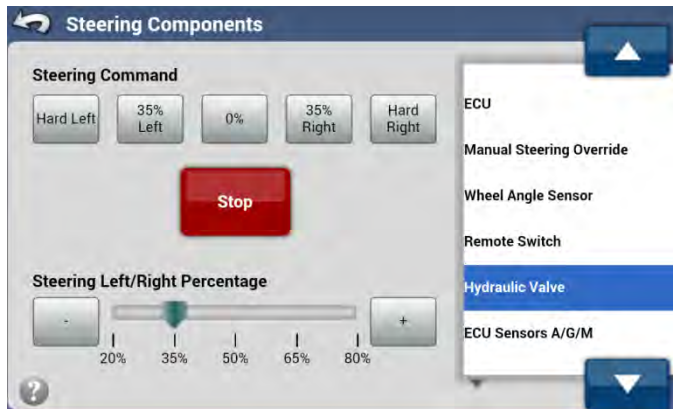 Steering Components
Steering Command
Hard Left
35%
Left
0%
35%
Right
Hard
Right
Stop
Steering Left/Right Percentage
-
+
20% 35% 50% 65% 80%
?
ECU
Manual Steering Override
Wheel Angle Sensor
Remote Switch
Hydraulic Valve
ECU Sensors A/G/M